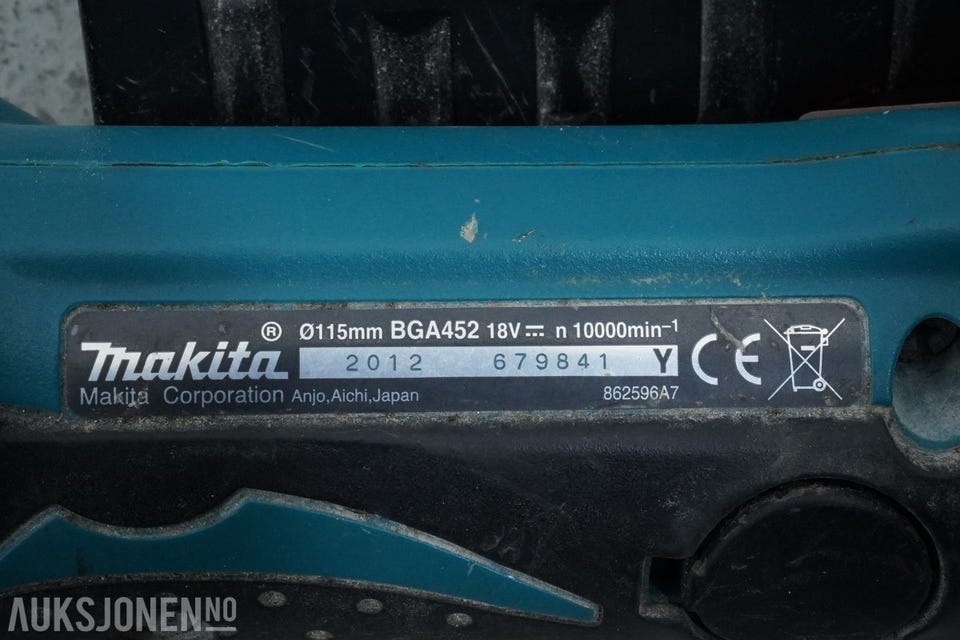 makita® Ø115mm BGA452 18V⎓ n 10000min⁻¹
2012 679841 Y CE
Makita Corporation Anjo,Aichi,Japan 862596A7
AUKSJONEN.NO